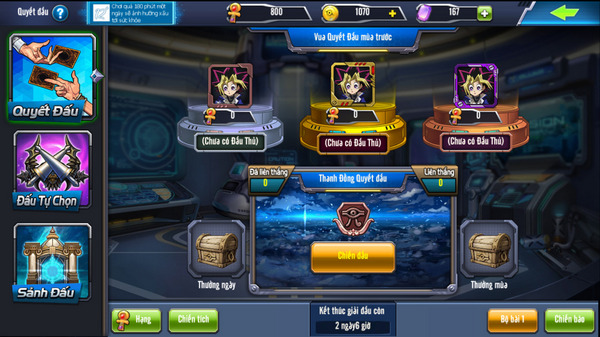 Quyết đấu
Chơi quá 180 phút một
ngày sẽ ảnh hưởng xấu
tới sức khỏe
800
1070
167
Vua Quyết Đấu mùa trước
Quyết Đấu
0
0
0
(Chưa có Đấu Thủ)
(Chưa có Đấu Thủ)
(Chưa có Đấu Thủ)
Đấu Tự Chọn
Đã liên thắng
0
Thanh Đồng Quyết đấu
Liên thắng
0
Chiến đấu
Thưởng ngày
Thưởng mùa
Sảnh Đấu
Hạng
Chiến tích
Kết thúc giải đấu còn
2 ngày6 giờ
Bộ bài 1
Chiến báo